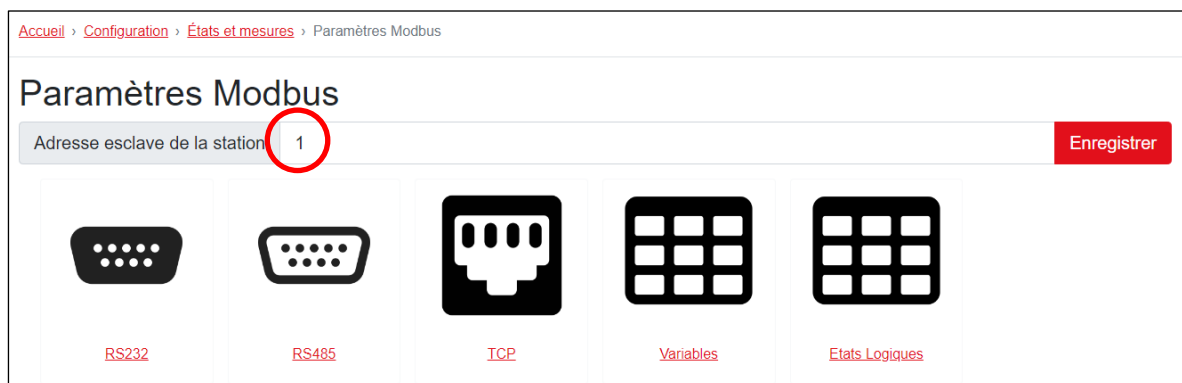 Accueil › Configuration › États et mesures › Paramètres Modbus
Paramètres Modbus
Adresse esclave de la station 1 Enregistrer
RS232 RS485 TCP Variables Etats Logiques